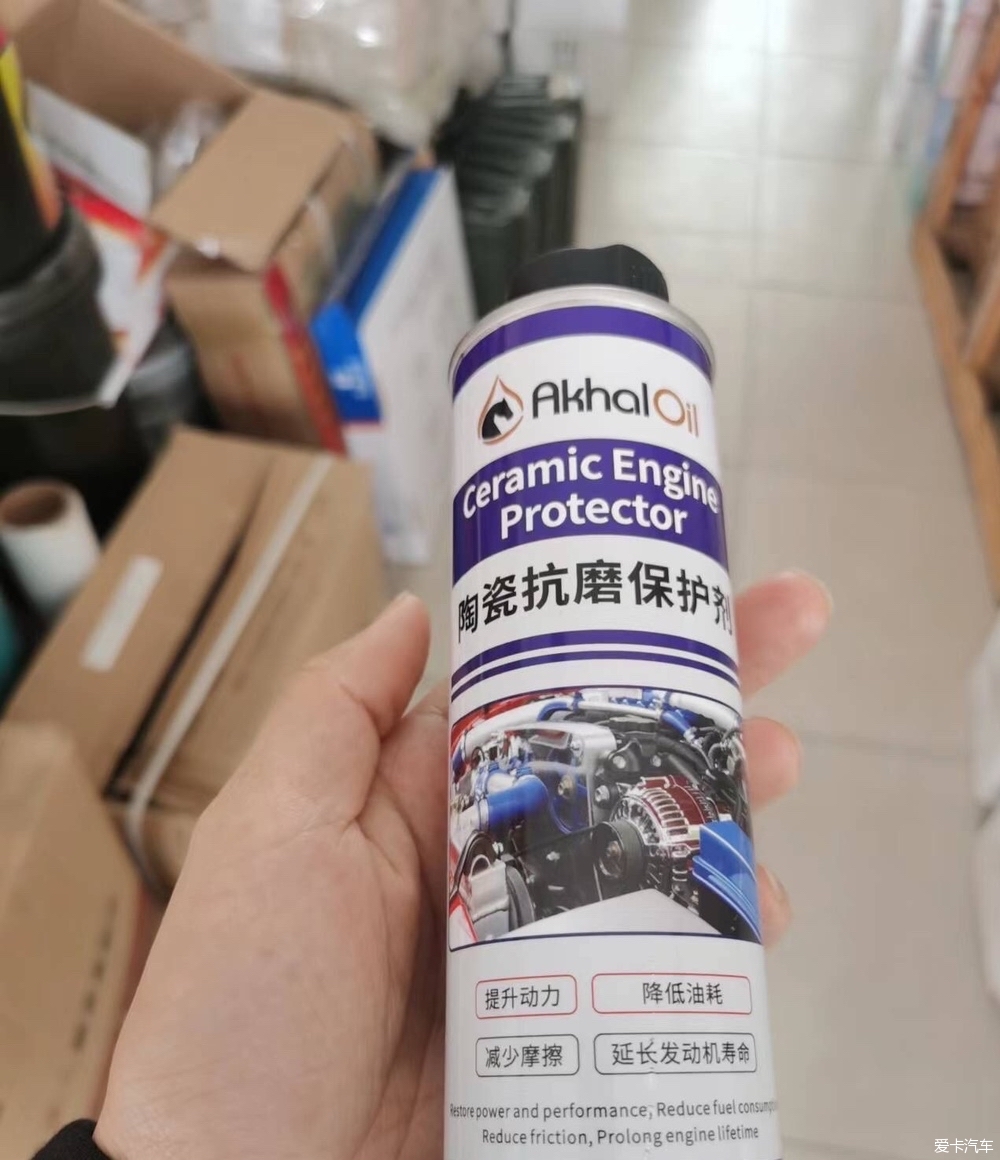 Akhal Oil
Ceramic Engine
Protector
陶瓷抗磨保护剂
提升动力
降低油耗
减少摩擦
延长发动机寿命
Restore power and performance, Reduce fuel
Reduce friction, Prolong engine lifetime
爱卡汽车